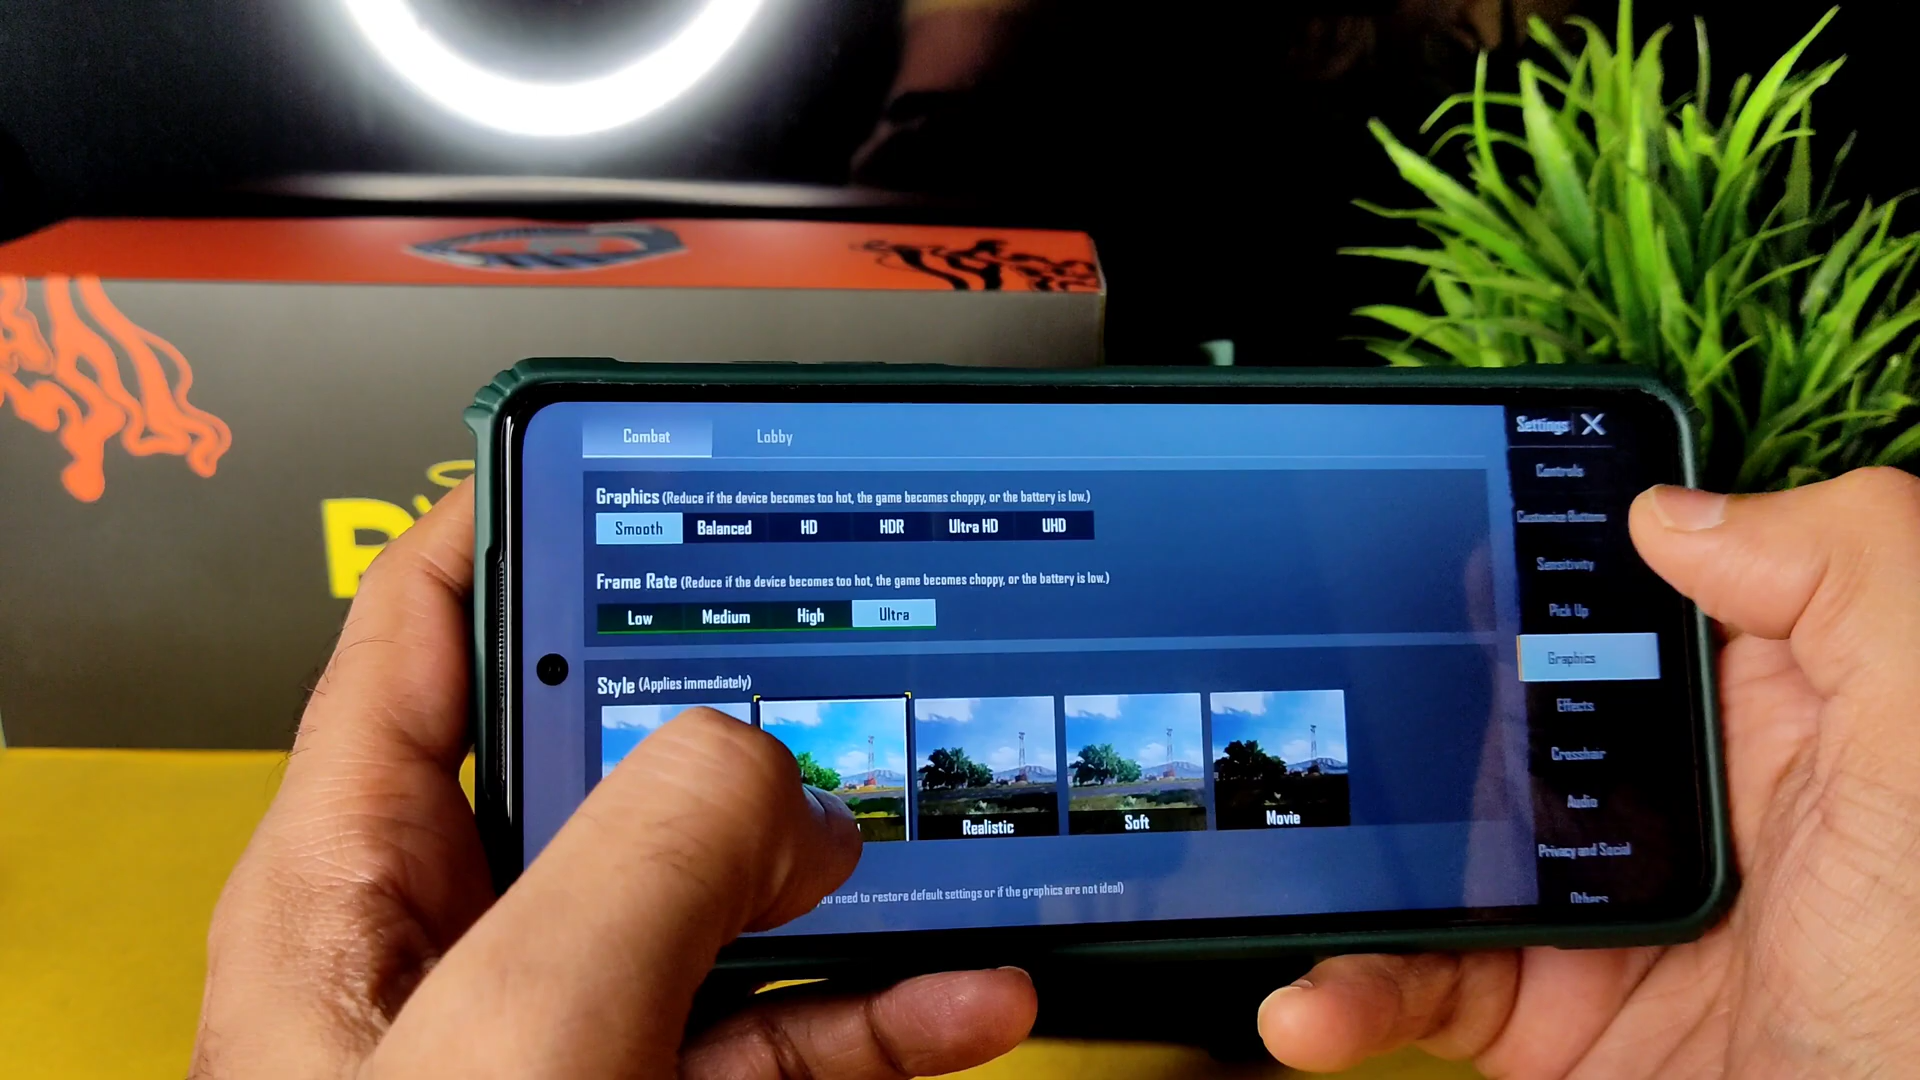 Combat Lobby
Settings X
Graphics (Reduce if the device becomes too hot, the game becomes choppy, or the battery is low.)
Smooth Balanced HD HDR Ultra HD UHD
Frame Rate (Reduce if the device becomes too hot, the game becomes choppy, or the battery is low.)
Low Medium High Ultra
Style (Applies immediately)
Realistic Soft Movie
you need to restore default settings or if the graphics are not ideal)
Controls
Customize Buttons
Sensitivity
Pick Up
Graphics
Effects
Crosshair
Audio
Privacy and Social
Others